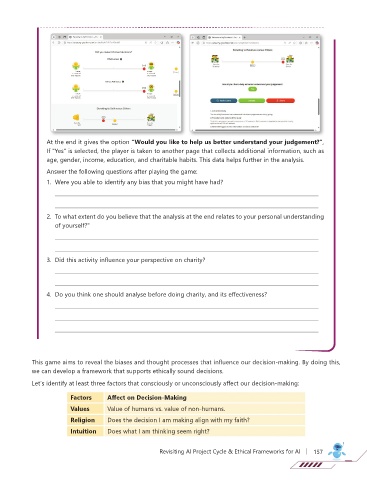 At the end it gives the option "Would you like to help us better understand your judgement?".
If "Yes" is selected, the player is taken to another page that collects additional information, such as
age, gender, income, education, and charitable habits. This data helps further in the analysis.
Answer the following questions after playing the game:
1. Were you able to identify any bias that you might have had?
2. To what extent do you believe that the analysis at the end relates to your personal understanding
of yourself?"
3. Did this activity influence your perspective on charity?
4. Do you think one should analyse before doing charity, and its effectiveness?
This game aims to reveal the biases and thought processes that influence our decision-making. By doing this,
we can develop a framework that supports ethically sound decisions.
Let's identify at least three factors that consciously or unconsciously affect our decision-making:
Factors Affect on Decision-Making
Values Value of humans vs. value of non-humans.
Religion Does the decision I am making align with my faith?
Intuition Does what I am thinking seem right?
Revisiting AI Project Cycle & Ethical Frameworks for AI | 157